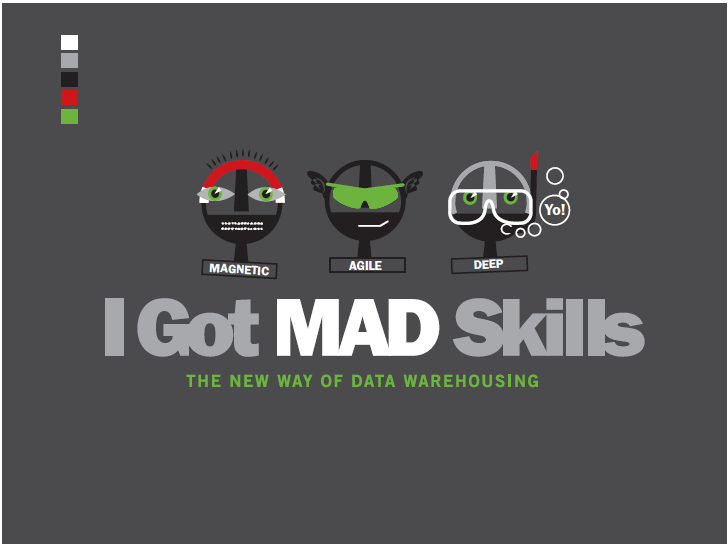 Yo!
MAGNETIC
AGILE
DEEP
I Got MAD Skills
THE NEW WAY OF DATA WAREHOUSING